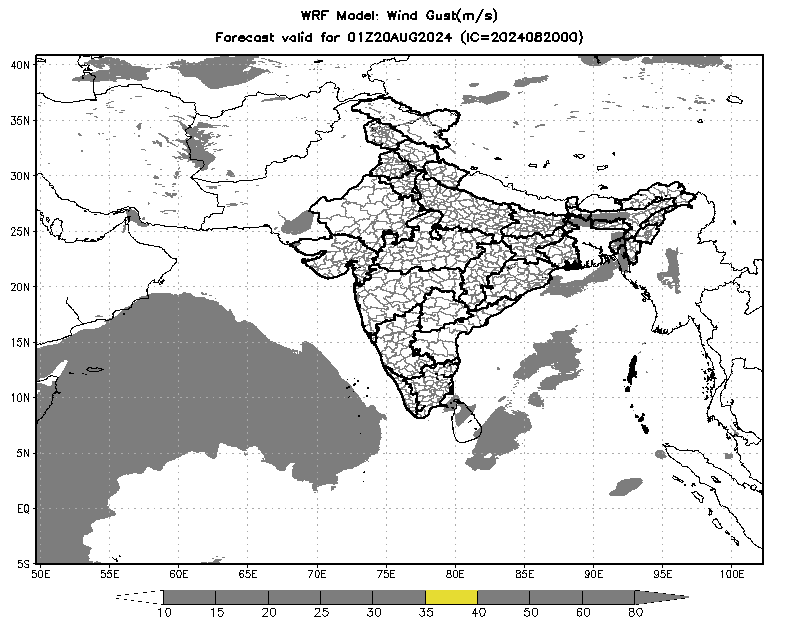 WRF Model: Wind Gust(m/s)
Forecast valid for 01Z20AUG2024 (IC=2024082000)
40N
35N
30N
25N
20N
15N
10N
5N
EQ
5S
50E 55E 60E 65E 70E 75E 80E 85E 90E 95E 100E
10 15 20 25 30 35 40 50 60 80